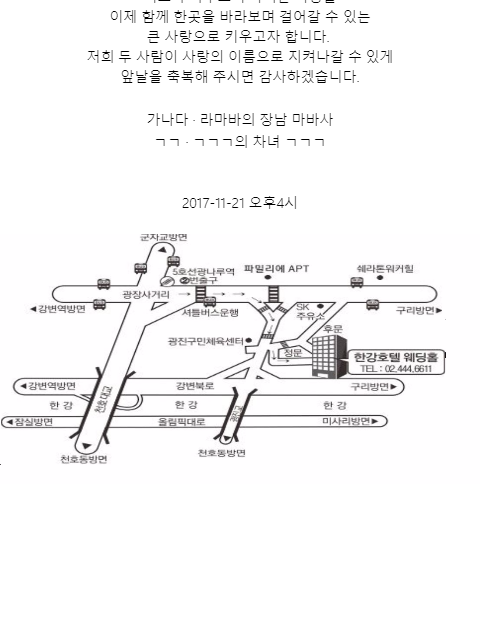 이제 함께 한곳을 바라보며 걸어갈 수 있는
큰 사랑으로 키우고자 합니다.
저희 두 사람이 사랑의 이름으로 지켜나갈 수 있게
앞날을 축복해 주시면 감사하겠습니다.
가나다 · 라마바의 장남 마바사
ㄱㄱ · ㄱㄱㄱ의 차녀 ㄱㄱㄱ
2017-11-21 오후4시
군자교방면
5호선광나루역
②번출구
파밀리에 APT
쉐라톤워커힐
광장사거리
셔틀버스운행
SK
주유소
강변역방면
구리방면
후문
광진구민체육센터
정문
한강호텔 웨딩홀
TEL : 02.444.6611
강변역방면
강변북로
구리방면
천호대교
한 강
한 강
한 강
광진교
잠실방면
올림픽대로
미사리방면
천호동방면
천호동방면